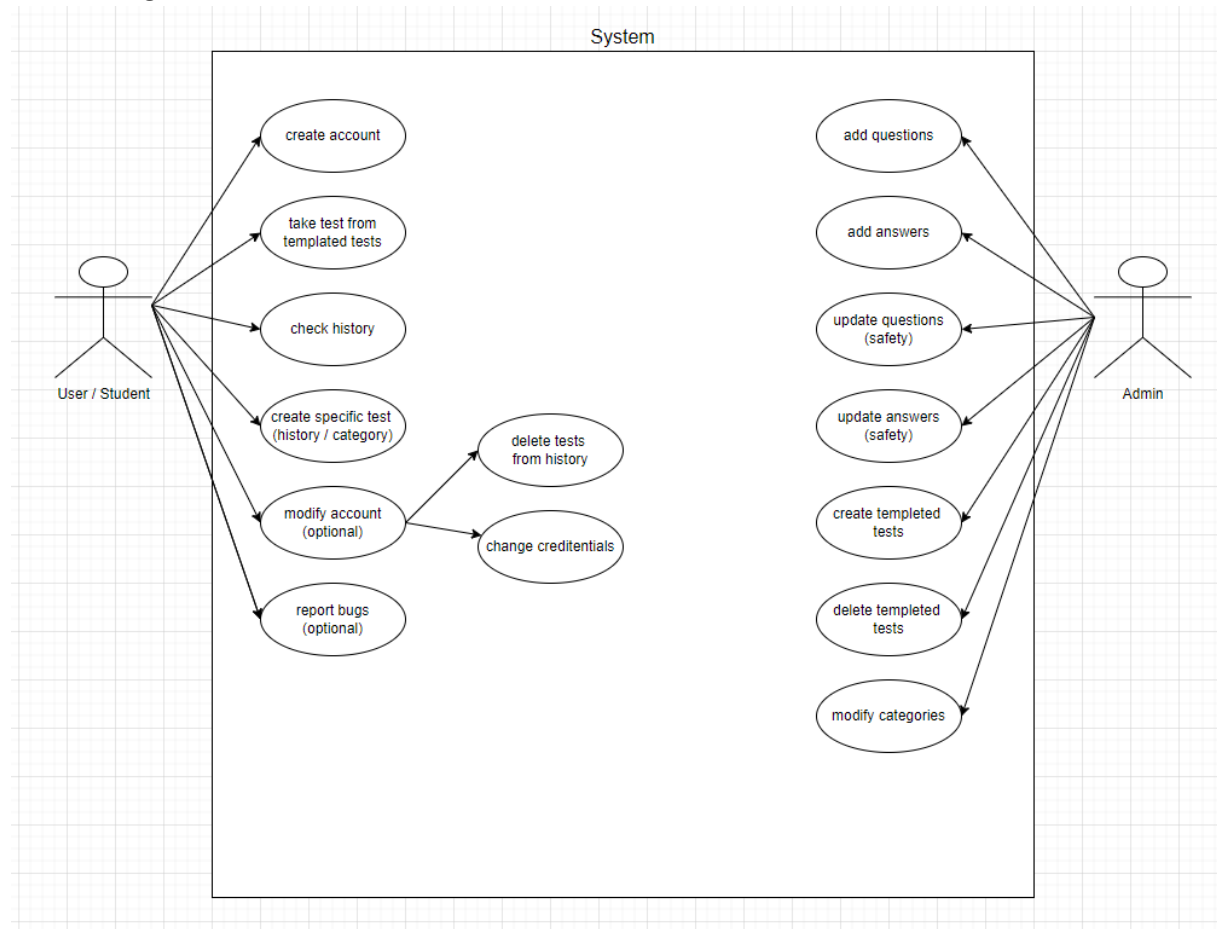 System
create account
take test from
templated tests
check history
create specific test
(history / category)
modify account
(optional)
report bugs
(optional)
delete tests
from history
change creditentials
User / Student
add questions
add answers
update questions
(safety)
update answers
(safety)
create templeted
tests
delete templeted
tests
modify categories
Admin